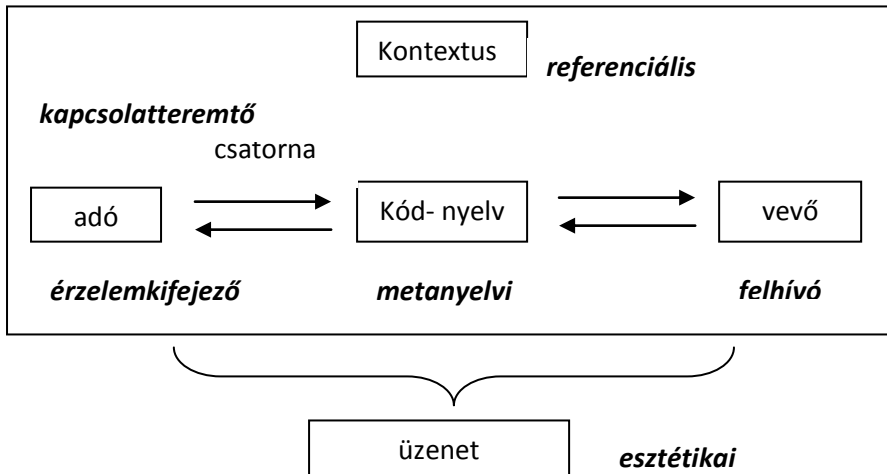 Kontextus
referenciális
kapcsolatteremtő
csatorna
adó
Kód- nyelv
vevő
érzelemkifejező
metanyelvi
felhívó
üzenet
esztétikai